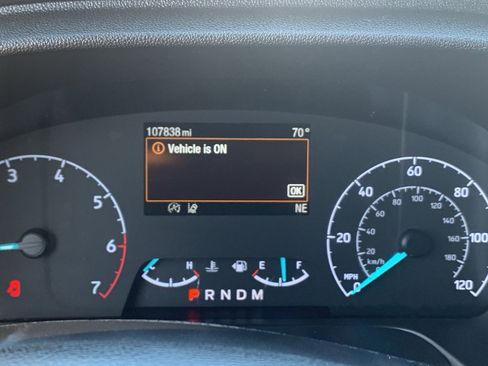 107838 mi 70°
Vehicle is ON
OK
NE
3 4 5 6 7
H E F
P R N D M
0 20 40 60 80 100 120
20 40 60 80 100 120 140 160 180
MPH km/h